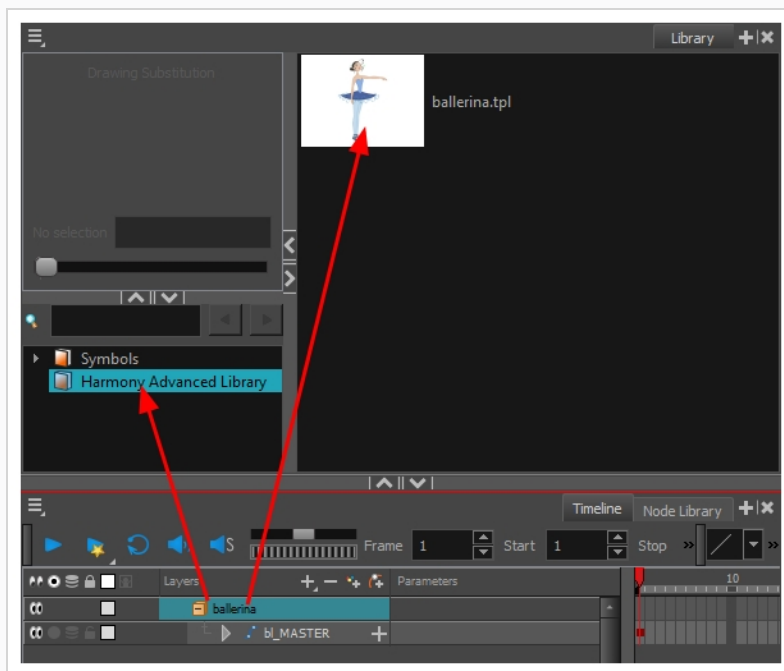 Library
Drawing Substitution
ballerina.tpl
No selection
Symbols
Harmony Advanced Library
Timeline
Node Library
S
Frame 1 Start 1 Stop
Layers Parameters 10
ballerina
bl_MASTER